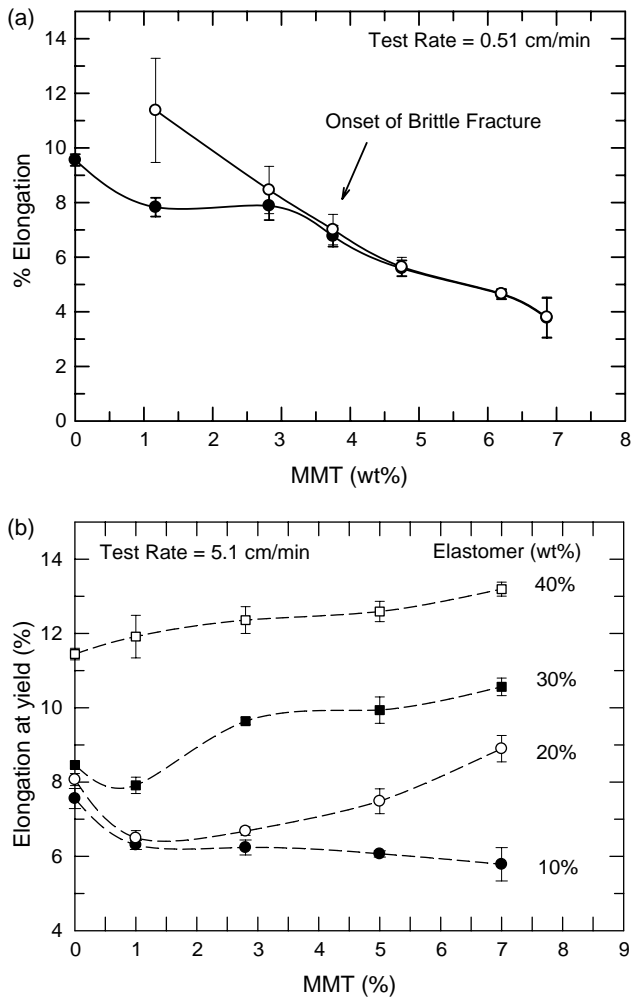 (a)
Test Rate = 0.51 cm/min
Onset of Brittle Fracture
% Elongation
14
12
10
8
6
4
2
0
0 1 2 3 4 5 6 7 8
MMT (wt%)
(b)
Test Rate = 5.1 cm/min
Elastomer (wt%)
40%
30%
20%
10%
Elongation at yield (%)
14
12
10
8
6
4
0 1 2 3 4 5 6 7 8 9
MMT (%)